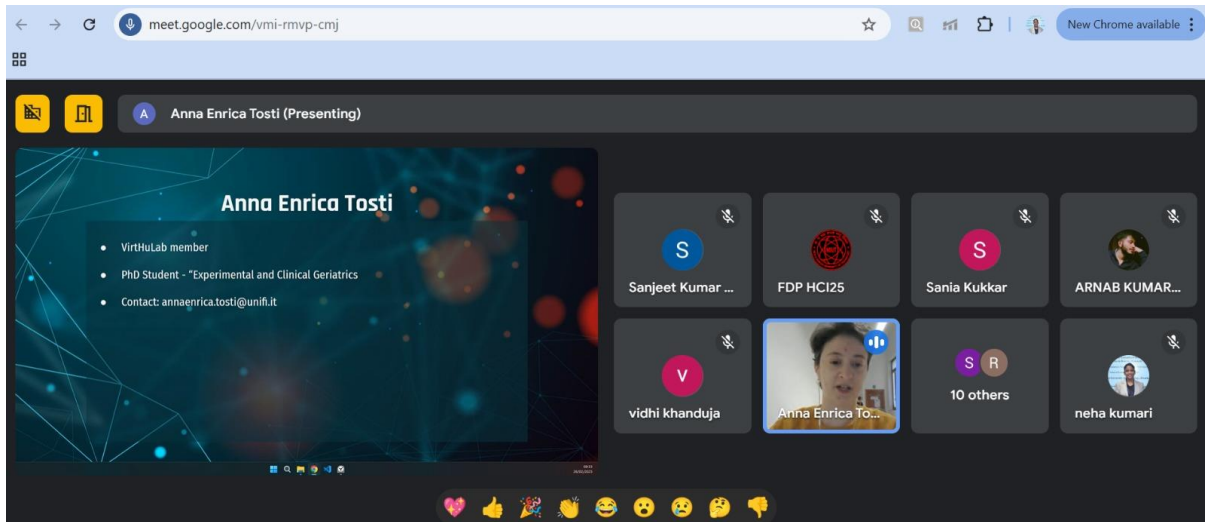 meet.google.com/vmi-rmvp-cmj
New Chrome available
A
Anna Enrica Tosti (Presenting)
Anna Enrica Tosti
● VirtHuLab member
● PhD Student - "Experimental and Clinical Geriatrics
● Contact: annaenrica.tosti@unifi.it
S
Sanjeet Kumar ...
FDP HCI25
S
Sania Kukkar
ARNAB KUMAR...
V
vidhi khanduja
Anna Enrica To...
S R
10 others
neha kumari